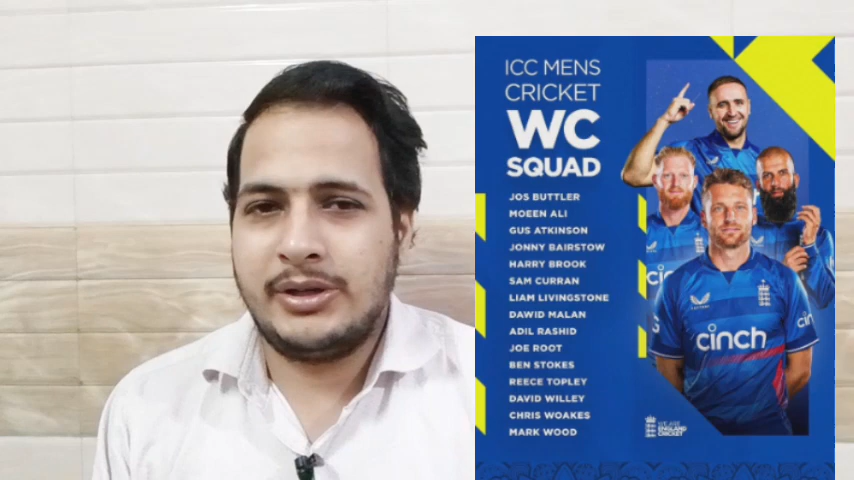 ICC MENS
CRICKET
WC
SQUAD
JOS BUTTLER
MOEEN ALI
GUS ATKINSON
JONNY BAIRSTOW
HARRY BROOK
SAM CURRAN
LIAM LIVINGSTONE
DAWID MALAN
ADIL RASHID
JOE ROOT
BEN STOKES
REECE TOPLEY
DAVID WILLEY
CHRIS WOAKES
MARK WOOD
cinch
WE ARE
ENGLAND
CRICKET